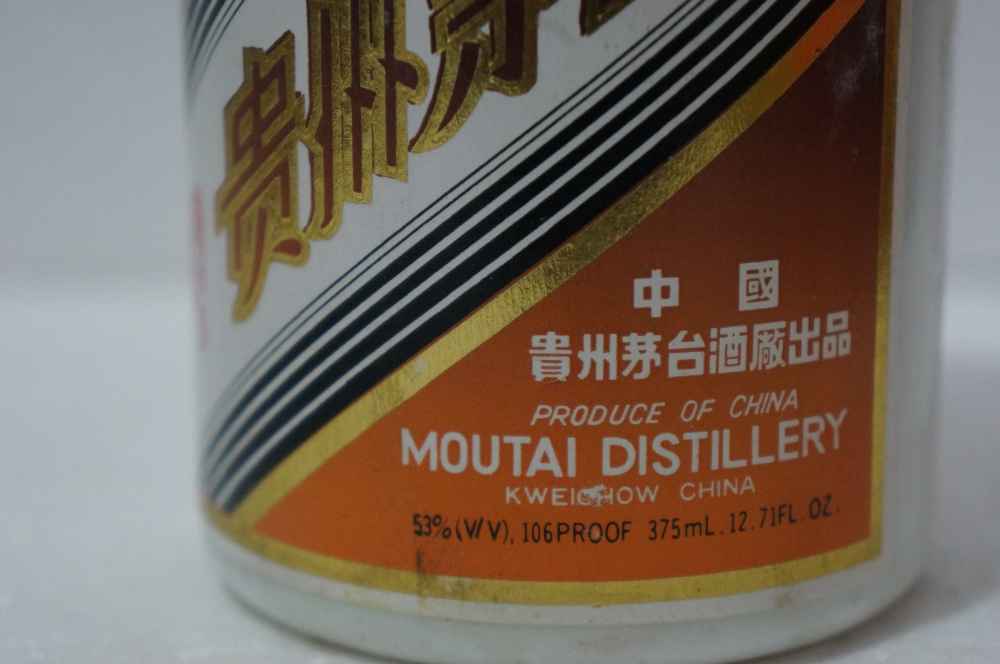 貴州茅
中國
貴州茅台酒廠出品
PRODUCE OF CHINA
MOUTAI DISTILLERY
KWEICHOW CHINA
53%(V/V), 106PROOF 375mL. 12.71FL. OZ.